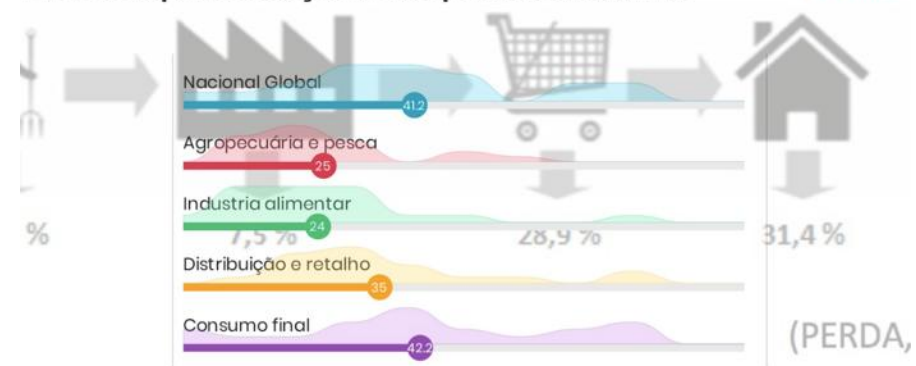 Nacional Global
41.2
Agropecuária e pesca
25
Industria alimentar
24
% 7,5 % 28,9 % 31,4 %
Distribuição e retalho
35
Consumo final
42.2
(PERDA,